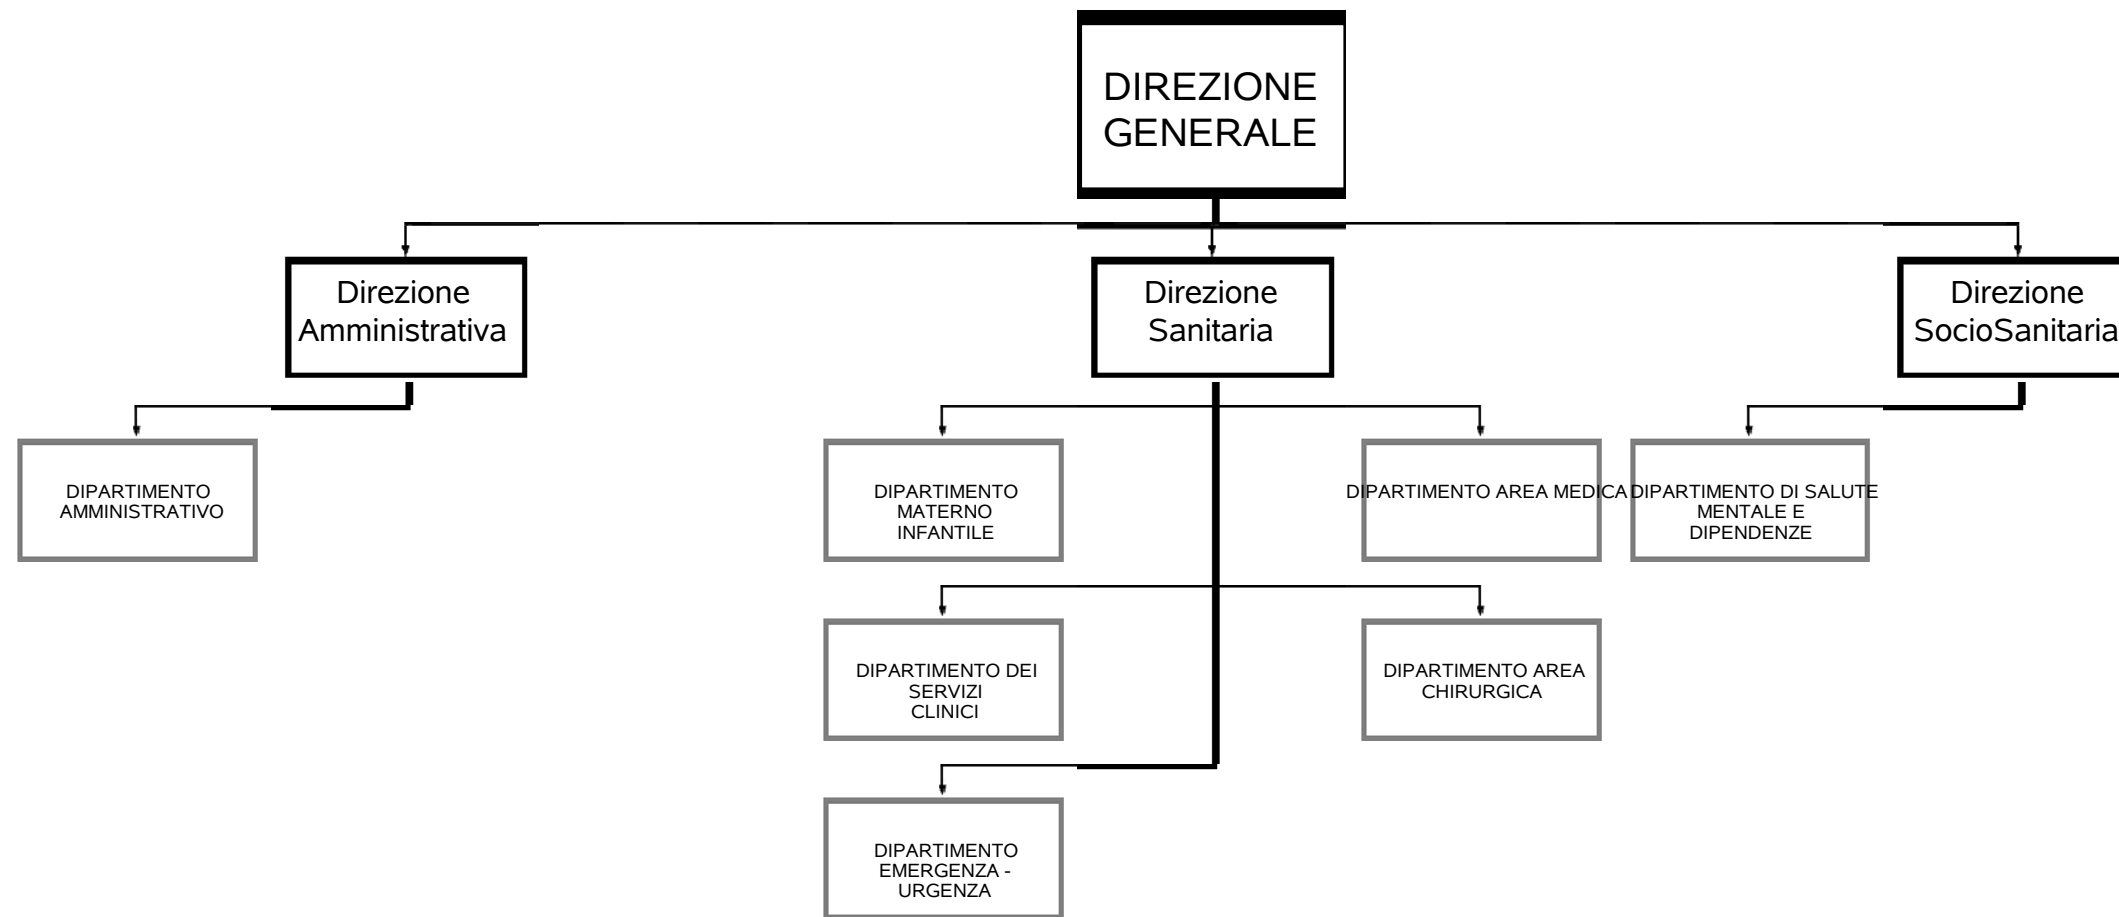 DIREZIONE
GENERALE
Direzione
Amministrativa
Direzione
Sanitaria
Direzione
SocioSanitaria
DIPARTIMENTO
AMMINISTRATIVO
DIPARTIMENTO
MATERNO
INFANTILE
DIPARTIMENTO AREA MEDICA
DIPARTIMENTO DI SALUTE
MENTALE E
DIPENDENZE
DIPARTIMENTO DEI
SERVIZI
CLINICI
DIPARTIMENTO AREA
CHIRURGICA
DIPARTIMENTO
EMERGENZA -
URGENZA